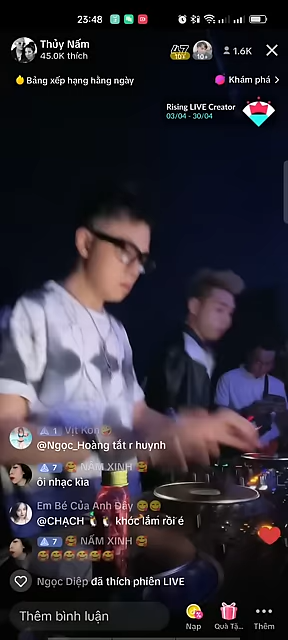 23:48
Thủy Nấm
45.0K thích
10+
1.6K
Bảng xếp hạng hằng ngày
Khám phá >
Rising LIVE Creator
03/04 - 30/04
1 Vịt Kon
@Ngọc_Hoàng tắt r huynh
7 NẤM XINH
ôi nhạc kìa
Em Bé Của Anh Đây
@CHẠCH khóc lắm rồi é
7 NẤM XINH
Ngọc Diệp đã thích phiên LIVE
Thêm bình luận
Nạp
Quà Tặ...
Thêm